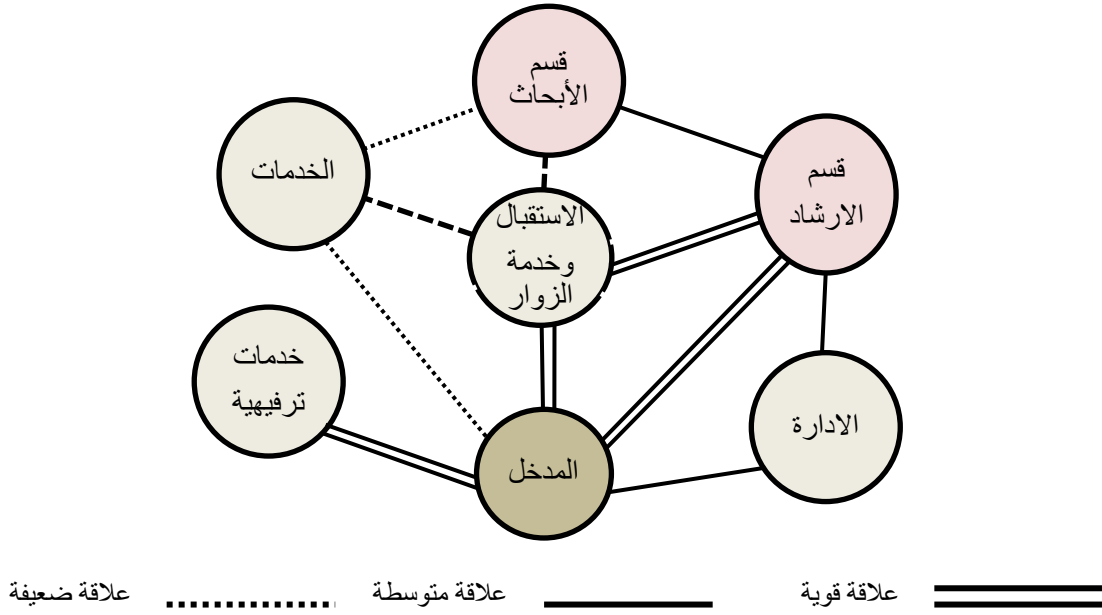 قسم
الأبحاث
الخدمات
قسم
الارشاد
الاستقبال
وخدمة
الزوار
خدمات
ترفيهية
الادارة
المدخل
علاقة قوية
علاقة متوسطة
علاقة ضعيفة